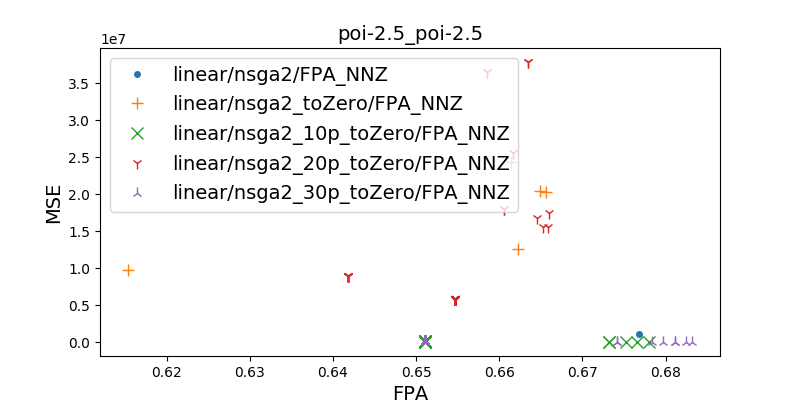 poi-2.5_poi-2.5
1e7
linear/nsga2/FPA_NNZ
linear/nsga2_toZero/FPA_NNZ
linear/nsga2_10p_toZero/FPA_NNZ
linear/nsga2_20p_toZero/FPA_NNZ
linear/nsga2_30p_toZero/FPA_NNZ
3.5
3.0
2.5
2.0
1.5
1.0
0.5
0.0
MSE
0.62
0.63
0.64
0.65
0.66
0.67
0.68
FPA